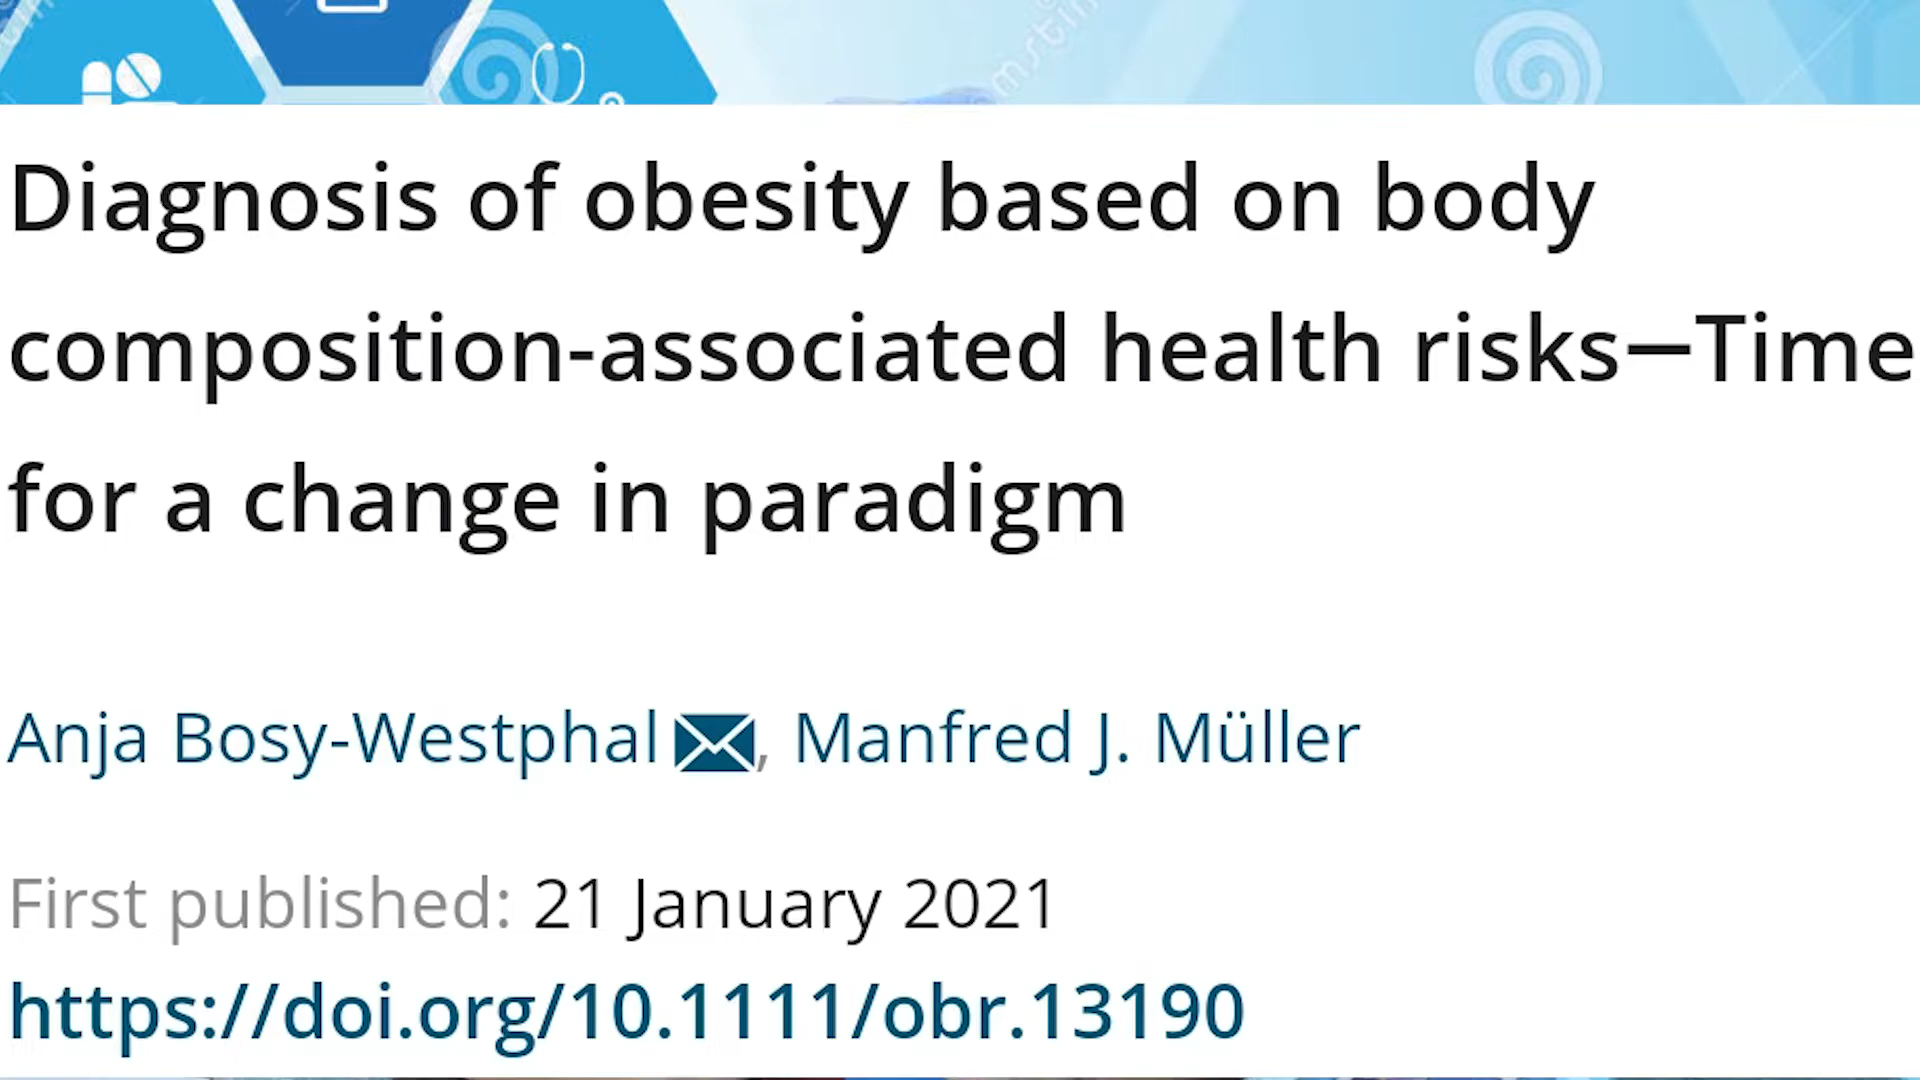 Diagnosis of obesity based on body
composition-associated health risks—Time
for a change in paradigm
Anja Bosy-Westphal, Manfred J. Müller
First published: 21 January 2021
https://doi.org/10.1111/obr.13190